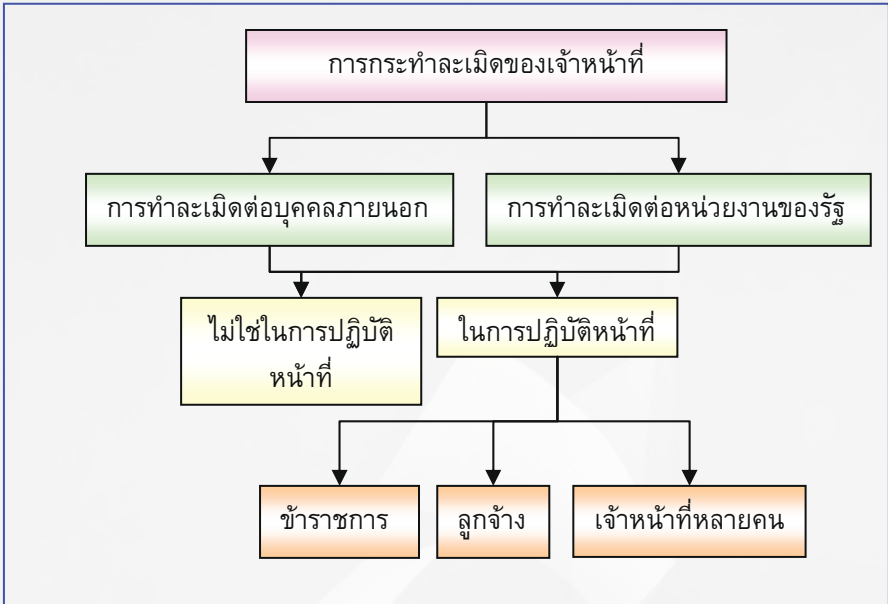 การกระทำละเมิดของเจ้าหน้าที่
การทำละเมิดต่อบุคคลภายนอก
การทำละเมิดต่อหน่วยงานของรัฐ
ไม่ใช่ในการปฏิบัติ
หน้าที่
ในการปฏิบัติหน้าที่
ข้าราชการ
ลูกจ้าง
เจ้าหน้าที่หลายคน